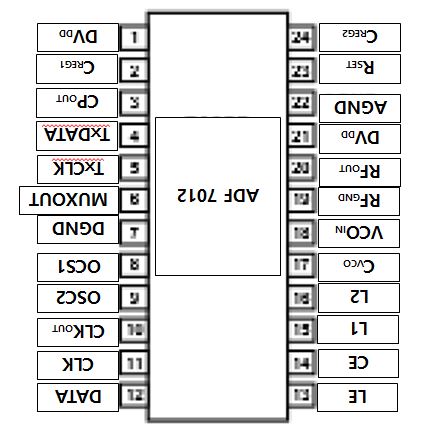 DVDD 1 24 CREG2
CREG1 2 23 RSET
CPOUT 3 22 AGND
TxDATA 4 21 DVDD
TxCLK 5 20 RFOUT
ADF 7012
MUXOUT 6 19 RFGND
DGND 7 18 VCOIN
OCS1 8 17 CVCO
OSC2 9 16 L2
CLKOUT 10 15 L1
CLK 11 14 CE
DATA 12 13 LE